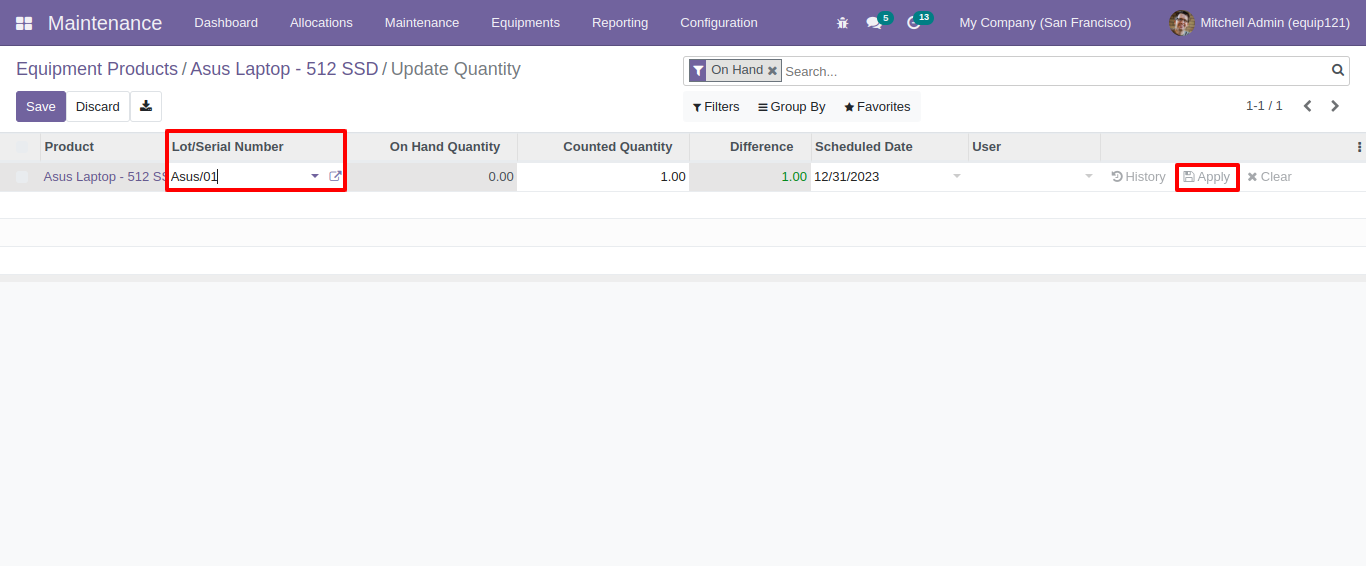 Maintenance Dashboard Allocations Maintenance Equipments Reporting Configuration 5 13 My Company (San Francisco) Mitchell Admin (equip121)
Equipment Products / Asus Laptop - 512 SSD / Update Quantity
On Hand Search...
Save Discard
Filters Group By Favorites 1-1 / 1
Product Lot/Serial Number On Hand Quantity Counted Quantity Difference Scheduled Date User
Asus Laptop - 512 SS Asus/01 0.00 1.00 1.00 12/31/2023 History Apply Clear